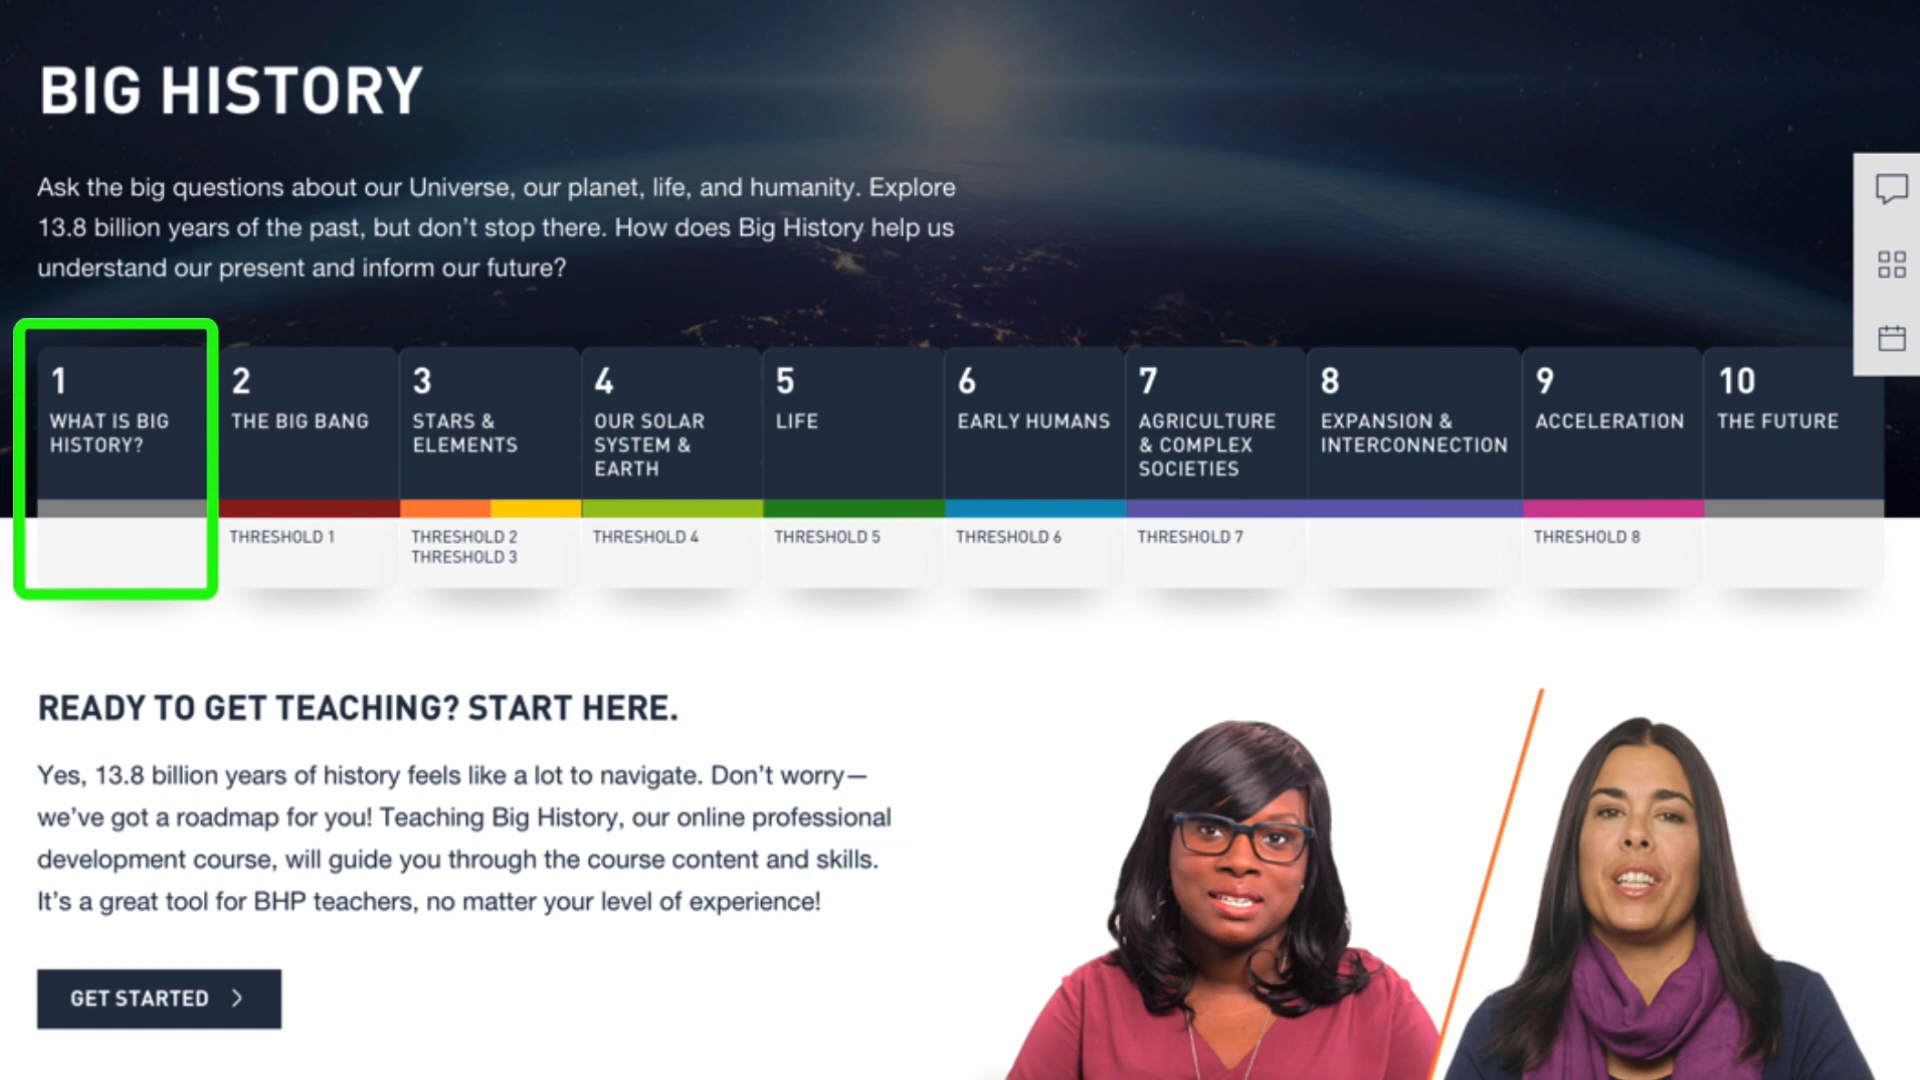 BIG HISTORY
Ask the big questions about our Universe, our planet, life, and humanity. Explore
13.8 billion years of the past, but don’t stop there. How does Big History help us
understand our present and inform our future?
1
WHAT IS BIG
HISTORY?
2
THE BIG BANG
THRESHOLD 1
3
STARS &
ELEMENTS
THRESHOLD 2
THRESHOLD 3
4
OUR SOLAR
SYSTEM &
EARTH
THRESHOLD 4
5
LIFE
THRESHOLD 5
6
EARLY HUMANS
THRESHOLD 6
7
AGRICULTURE
& COMPLEX
SOCIETIES
THRESHOLD 7
8
EXPANSION &
INTERCONNECTION
9
ACCELERATION
THRESHOLD 8
10
THE FUTURE
READY TO GET TEACHING? START HERE.
Yes, 13.8 billion years of history feels like a lot to navigate. Don’t worry—
we’ve got a roadmap for you! Teaching Big History, our online professional
development course, will guide you through the course content and skills.
It’s a great tool for BHP teachers, no matter your level of experience!
GET STARTED